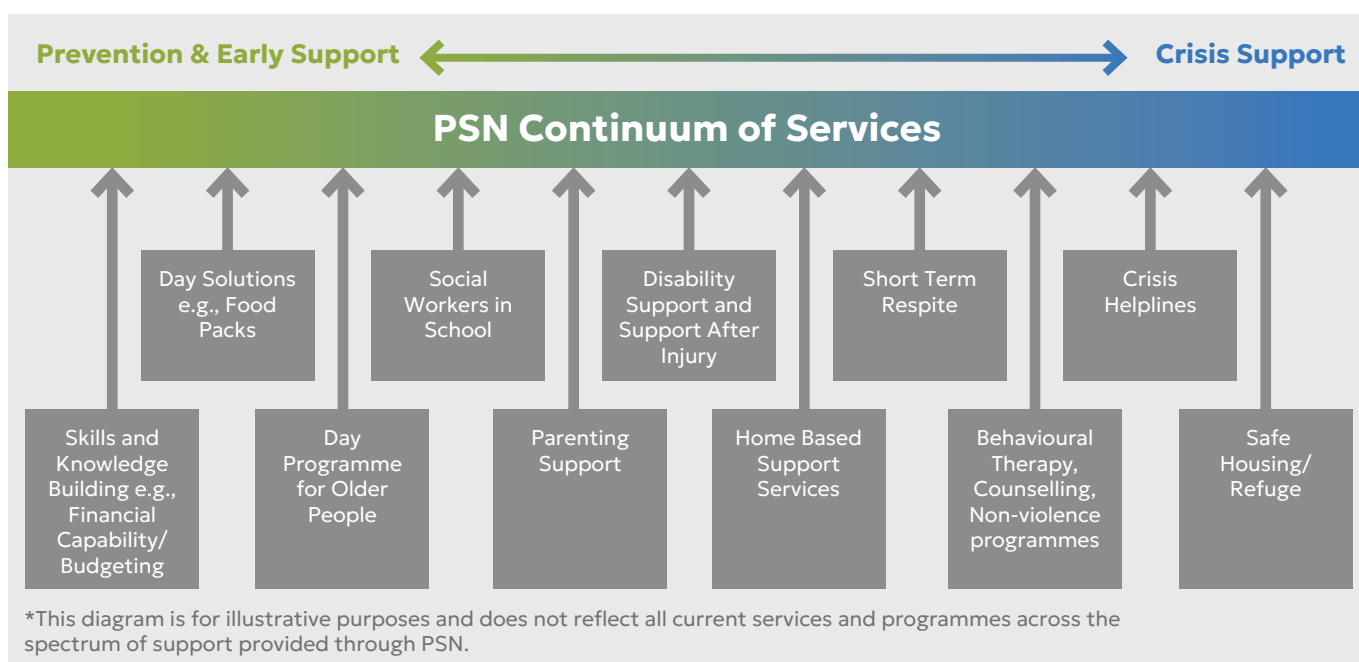 Prevention & Early Support
Crisis Support
PSN Continuum of Services
Day Solutions
e.g., Food
Packs
Social
Workers in
School
Disability
Support and
Support After
Injury
Short Term
Respite
Crisis
Helplines
Skills and
Knowledge
Building e.g.,
Financial
Capability/
Budgeting
Day
Programme
for Older
People
Parenting
Support
Home Based
Support
Services
Behavioural
Therapy,
Counselling,
Non-violence
programmes
Safe
Housing/
Refuge
*This diagram is for illustrative purposes and does not reflect all current services and programmes across the
spectrum of support provided through PSN.